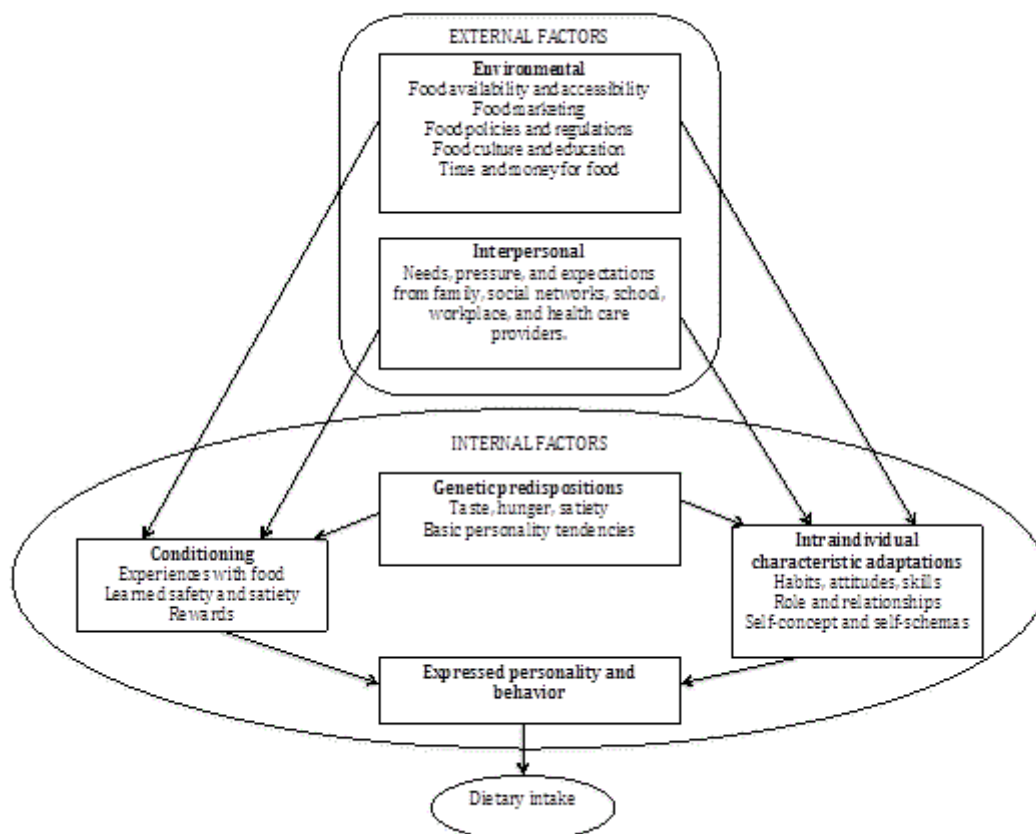 EXTERNAL FACTORS
Environmental
Food availability and accessibility
Food marketing
Food policies and regulations
Food culture and education
Time and money for food
Interpersonal
Needs, pressure, and expectations
from family, social networks, school,
workplace, and health care
providers.
INTERNAL FACTORS
Genetic predispositions
Taste, hunger, satiety
Basic personality tendencies
Conditioning
Experiences with food
Learned safety and satiety
Rewards
Intraindividual
characteristic adaptations
Habits, attitudes, skills
Role and relationships
Self-concept and self-schemas
Expressed personality and
behavior
Dietary intake